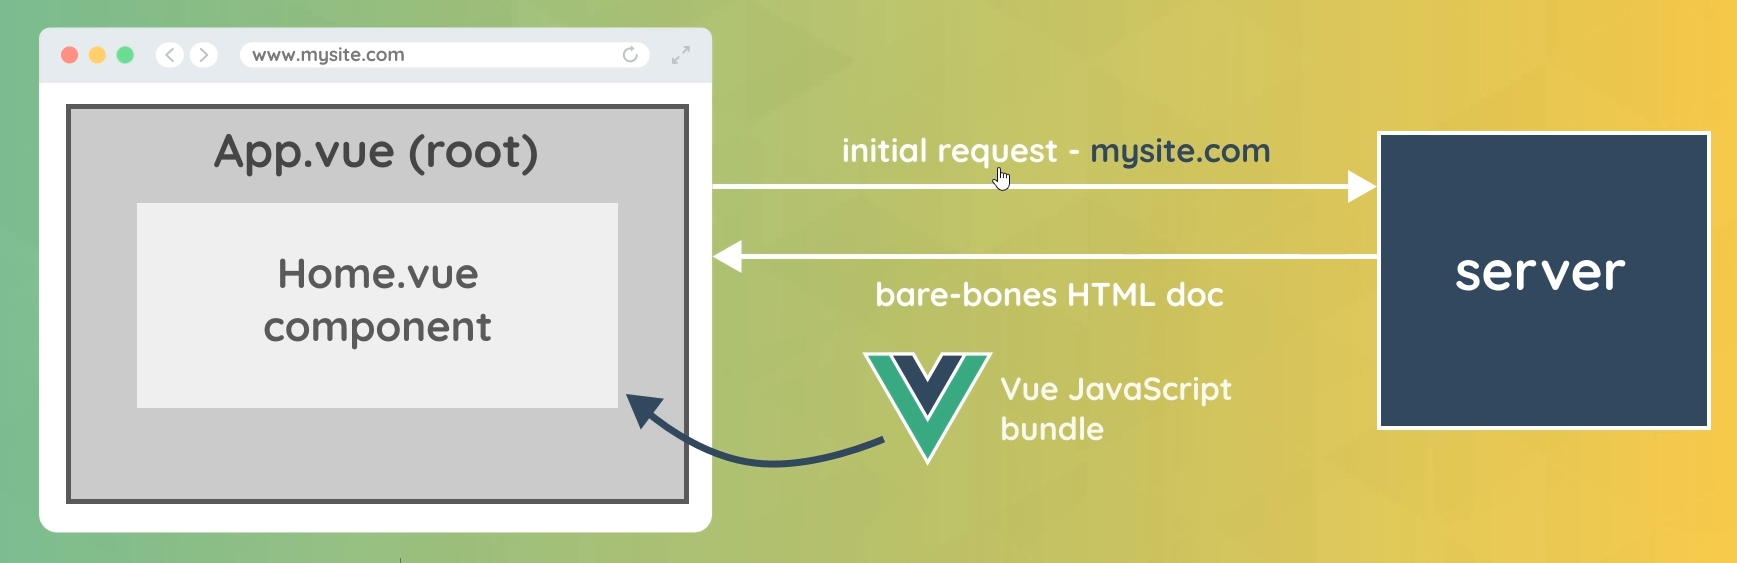 www.mysite.com
App.vue (root)
Home.vue
component
initial request - mysite.com
bare-bones HTML doc
Vue JavaScript
bundle
server